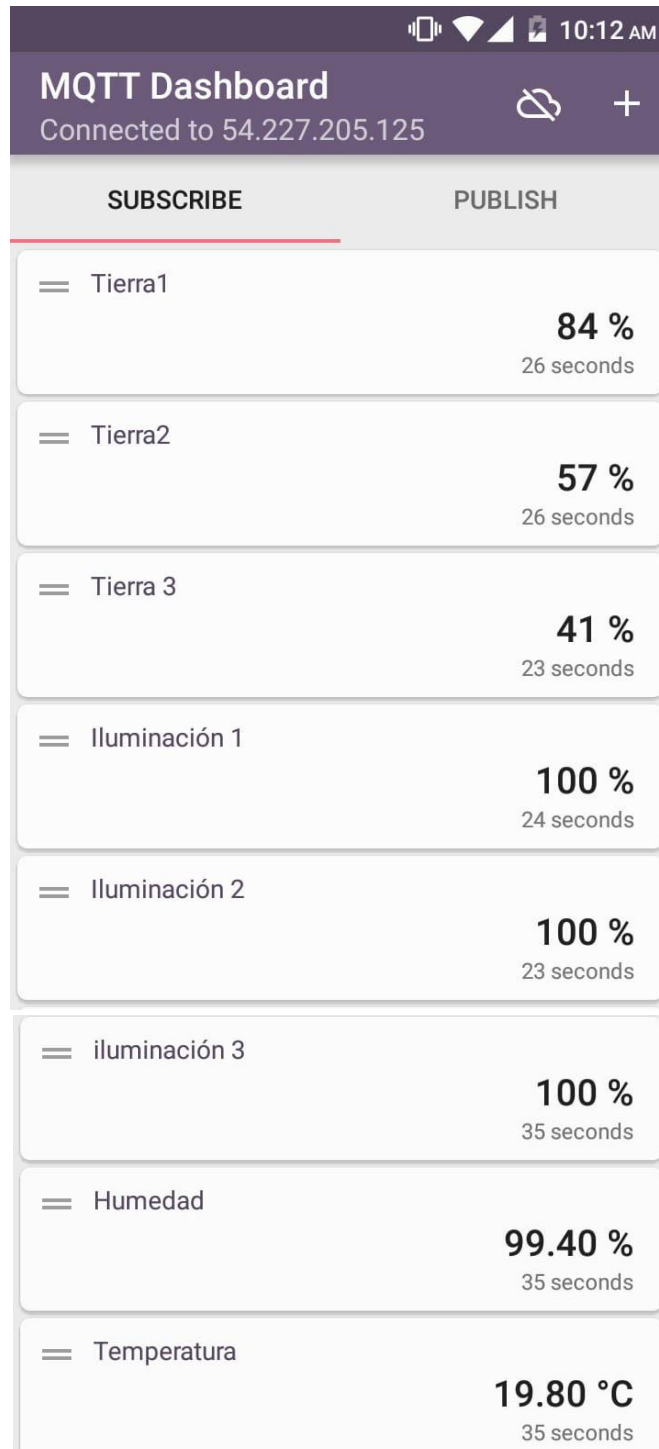 10:12 AM
MQTT Dashboard
Connected to 54.227.205.125
SUBSCRIBE PUBLISH
Tierra1
84 %
26 seconds
Tierra2
57 %
26 seconds
Tierra 3
41 %
23 seconds
Iluminación 1
100 %
24 seconds
Iluminación 2
100 %
23 seconds
iluminación 3
100 %
35 seconds
Humedad
99.40 %
35 seconds
Temperatura
19.80 °C
35 seconds